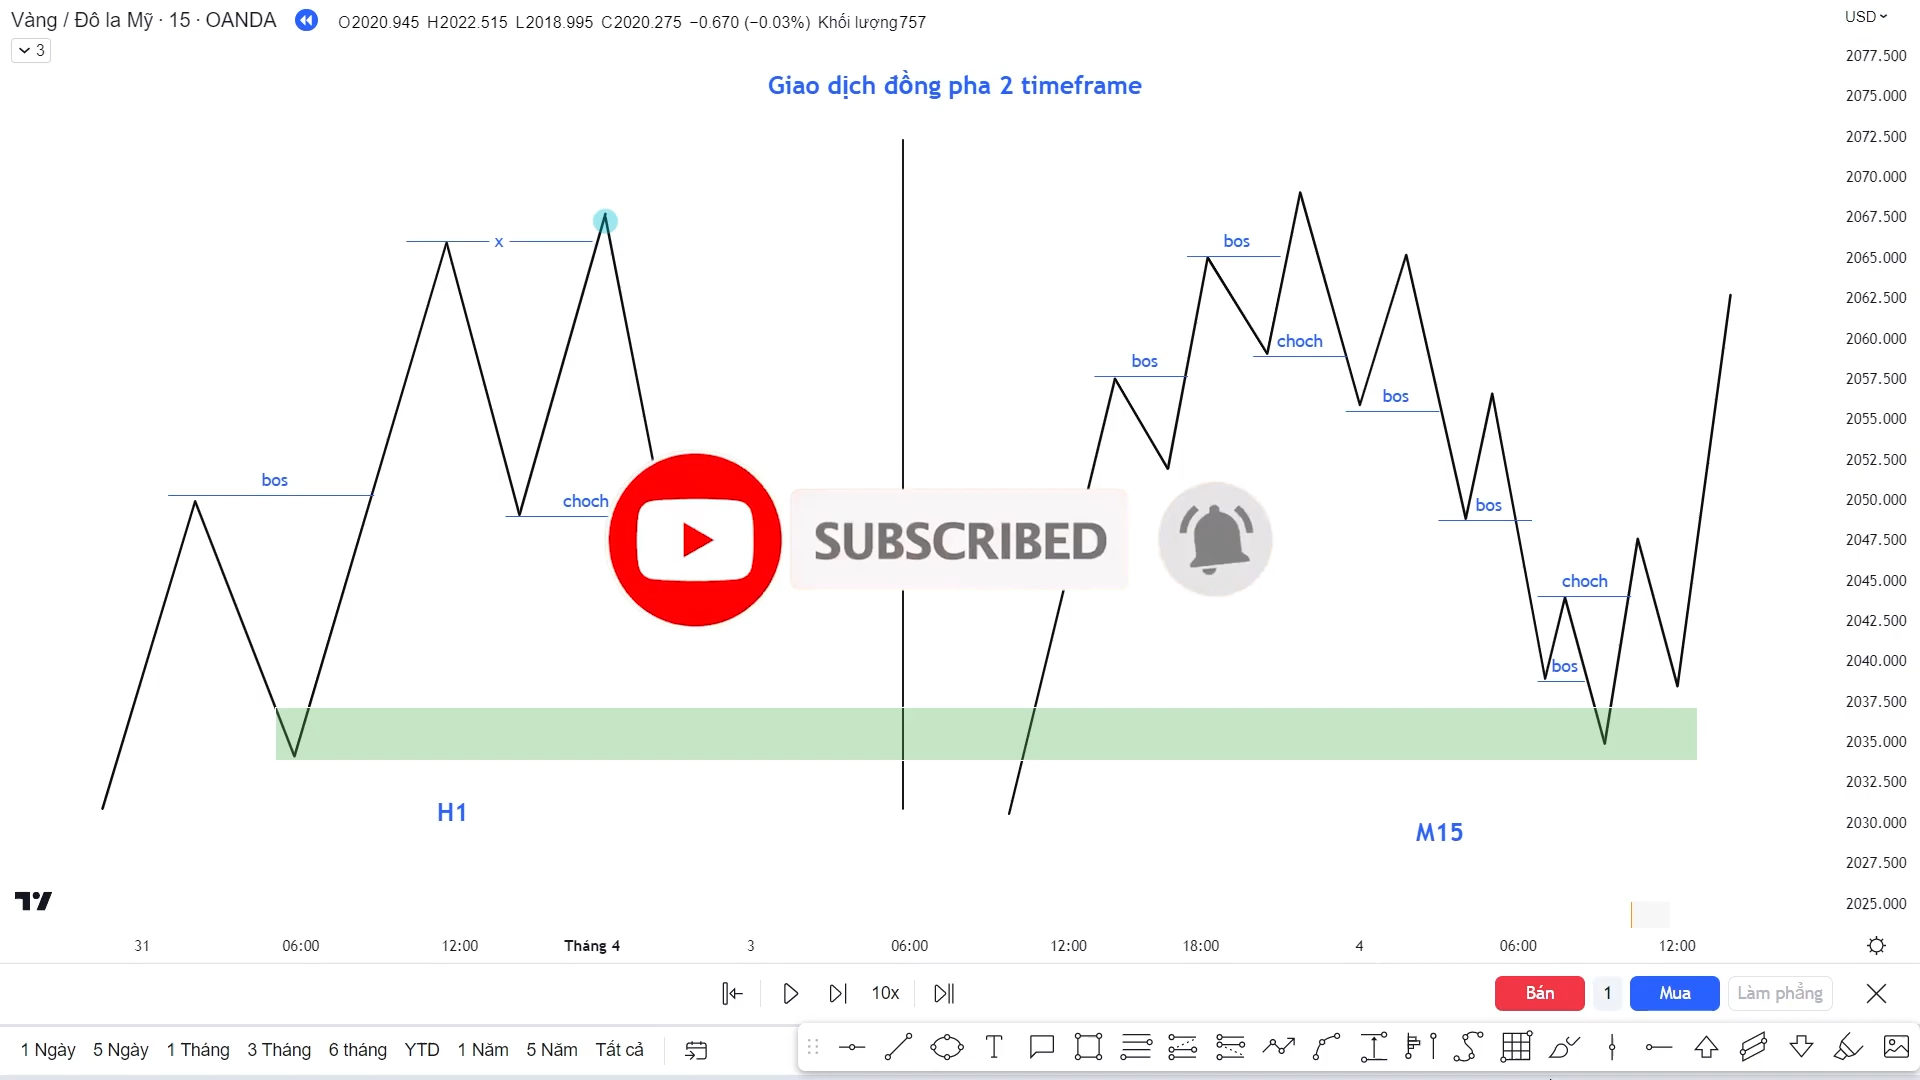 Vàng / Đô la Mỹ · 15 · OANDA
O2020.945 H2022.515 L2018.995 C2020.275 −0.670 (−0.03%) Khối lượng757
USD
3
Giao dịch đồng pha 2 timeframe
2077.500
2075.000
2072.500
2070.000
2067.500
2065.000
2062.500
2060.000
2057.500
2055.000
2052.500
2050.000
2047.500
2045.000
2042.500
2040.000
2037.500
2035.000
2032.500
2030.000
2027.500
2025.000
x
bos
choch
H1
bos
bos
choch
bos
bos
choch
bos
M15
SUBSCRIBED
31
06:00
12:00
Tháng 4
3
06:00
12:00
18:00
4
06:00
12:00
10x
Bán
1
Mua
Làm phẳng
1 Ngày
5 Ngày
1 Tháng
3 Tháng
6 tháng
YTD
1 Năm
5 Năm
Tất cả